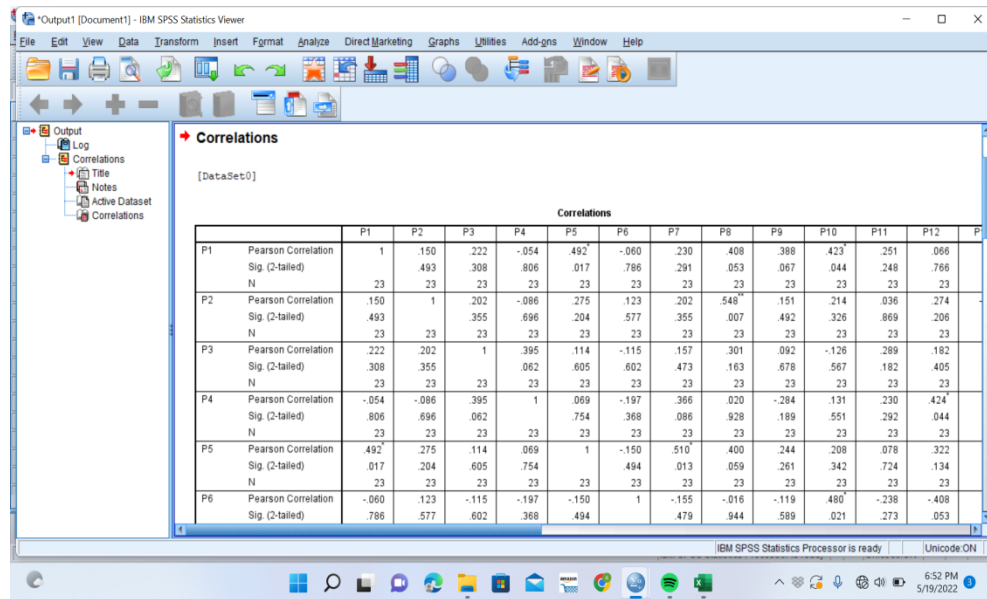 *Output1 [Document1] - IBM SPSS Statistics Viewer
File Edit View Data Transform Insert Format Analyze Direct Marketing Graphs Utilities Add-ons Window Help
Output
Log
Correlations
Title
Notes
Active Dataset
Correlations
Correlations
[DataSet0]
Correlations
P1 P2 P3 P4 P5 P6 P7 P8 P9 P10 P11 P12 P
P1 Pearson Correlation 1 .150 .222 -.054 .492* -.060 .230 .408 .388 .423* .251 .066
Sig. (2-tailed) .493 .308 .806 .017 .786 .291 .053 .067 .044 .248 .766
N 23 23 23 23 23 23 23 23 23 23 23 23
P2 Pearson Correlation .150 1 .202 -.086 .275 .123 .202 .548** .151 .214 .036 .274 -
Sig. (2-tailed) .493 .355 .696 .204 .577 .355 .007 .492 .326 .869 .206
N 23 23 23 23 23 23 23 23 23 23 23 23
P3 Pearson Correlation .222 .202 1 .395 .114 -.115 .157 .301 .092 -.126 .289 .182
Sig. (2-tailed) .308 .355 .062 .605 .602 .473 .163 .678 .567 .182 .405
N 23 23 23 23 23 23 23 23 23 23 23 23
P4 Pearson Correlation -.054 -.086 .395 1 .069 -.197 .366 .020 -.284 .131 .230 .424*
Sig. (2-tailed) .806 .696 .062 .754 .368 .086 .928 .189 .551 .292 .044
N 23 23 23 23 23 23 23 23 23 23 23 23
P5 Pearson Correlation .492* .275 .114 .069 1 -.150 .510* .400 .244 .208 .078 .322
Sig. (2-tailed) .017 .204 .605 .754 .494 .013 .059 .261 .342 .724 .134
N 23 23 23 23 23 23 23 23 23 23 23 23
P6 Pearson Correlation -.060 .123 -.115 -.197 -.150 1 -.155 -.016 -.119 .480* -.238 -.408
Sig. (2-tailed) .786 .577 .602 .368 .494 .479 .944 .589 .021 .273 .053
IBM SPSS Statistics Processor is ready Unicode:ON
6:52 PM
5/19/2022 3